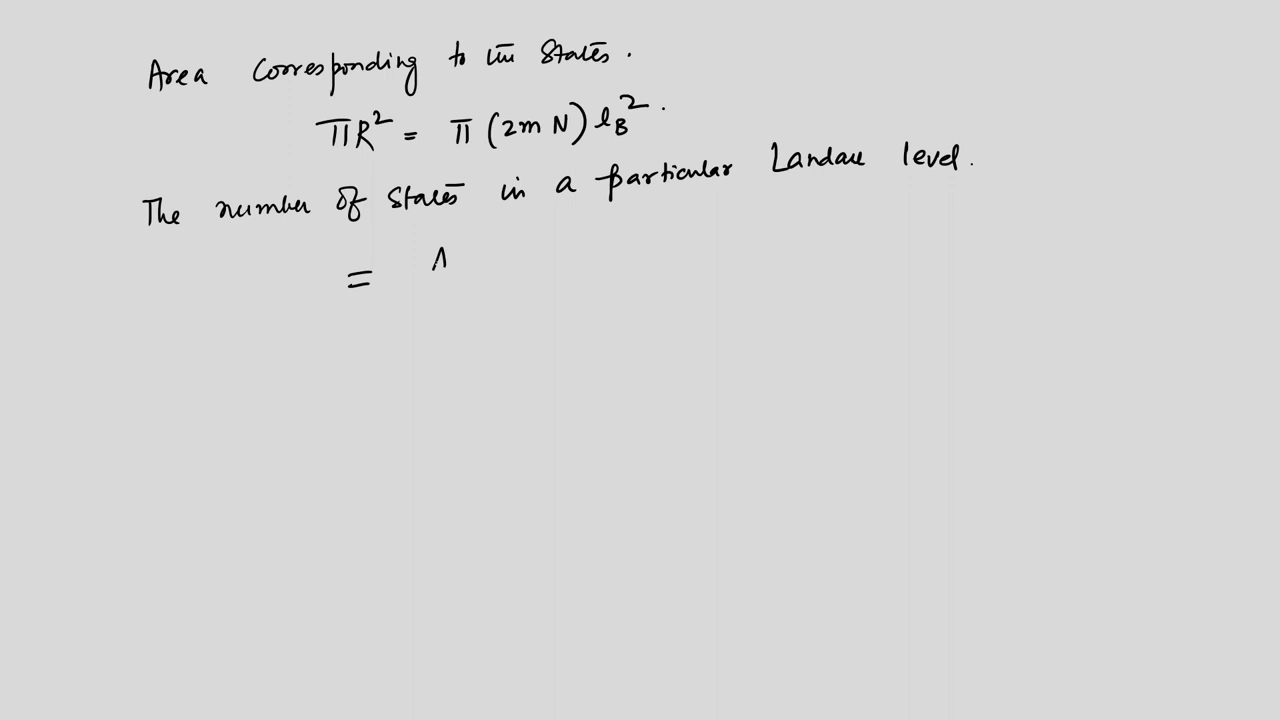 Area corresponding to the states.
πR² = π (2m N) l_B².
The number of states in a particular Landau level.
= A